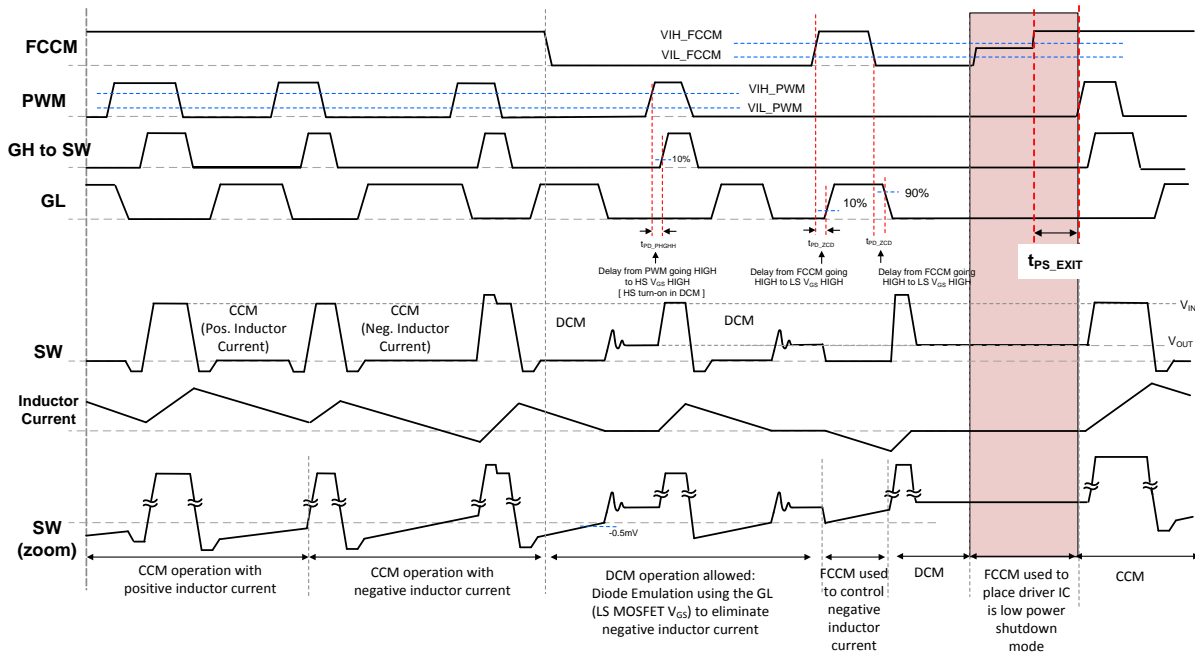 FCCM
VIH_FCCM
VIL_FCCM
PWM
VIH_PWM
VIL_PWM
GH to SW
10%
GL
10%
90%
tPD_PHGHH
tPD_ZCD
tPD_ZCD
tPS_EXIT
Delay from PWM going HIGH
to HS VGS HIGH
[ HS turn-on in DCM ]
Delay from FCCM going
HIGH to LS VGS HIGH
Delay from FCCM going
HIGH to LS VGS HIGH
SW
CCM
(Pos. Inductor
Current)
CCM
(Neg. Inductor
Current)
DCM
DCM
DCM
VIN
VOUT
Inductor
Current
SW
(zoom)
-0.5mV
CCM operation with
positive inductor current
CCM operation with
negative inductor current
DCM operation allowed:
Diode Emulation using the GL
(LS MOSFET VGS) to eliminate
negative inductor current
FCCM used
to control
negative
inductor
current
DCM
FCCM used to
place driver IC
is low power
shutdown
mode
CCM